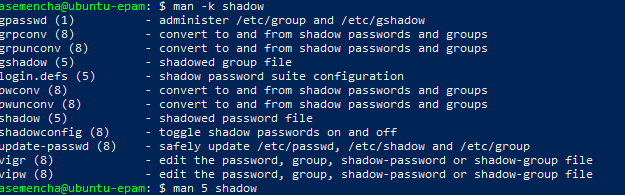 asemencha@ubuntu-epam: $ man -k shadow
gpasswd (1) - administer /etc/group and /etc/gshadow
grpconv (8) - convert to and from shadow passwords and groups
grpunconv (8) - convert to and from shadow passwords and groups
gshadow (5) - shadowed group file
login.defs (5) - shadow password suite configuration
pwconv (8) - convert to and from shadow passwords and groups
pwunconv (8) - convert to and from shadow passwords and groups
shadow (5) - shadowed password file
shadowconfig (8) - toggle shadow passwords on and off
update-passwd (8) - safely update /etc/passwd, /etc/shadow and /etc/group
vigr (8) - edit the password, group, shadow-password or shadow-group file
vipw (8) - edit the password, group, shadow-password or shadow-group file
asemencha@ubuntu-epam: $ man 5 shadow